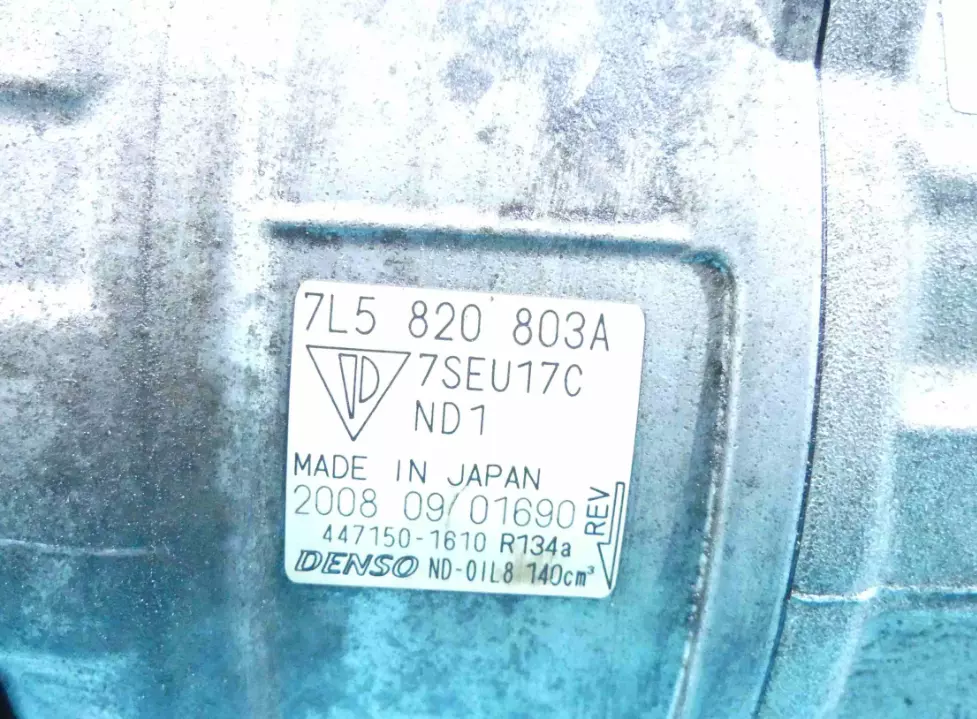 7L5 820 803A
7SEU17C
ND1
MADE IN JAPAN
2008 09/01690
REV
447150-1610 R134a
DENSO ND-OIL8 140cm³